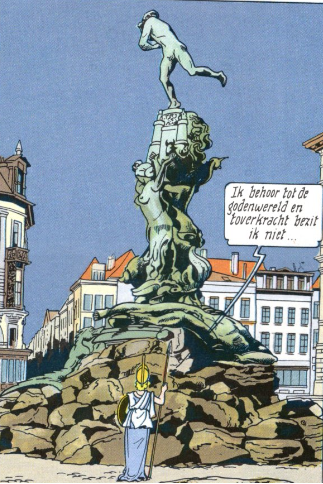 Ik behoor tot de
godenwereld en
toverkracht bezit
ik niet...